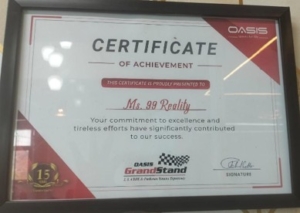 OASIS
CERTIFICATE
OF ACHIEVEMENT
THIS CERTIFICATE IS PROUDLY PRESENTED TO
Ms. 99 Reality
Your commitment to excellence and
tireless efforts have significantly contributed
to our success.
OASIS
GrandStand
15
SIGNATURE